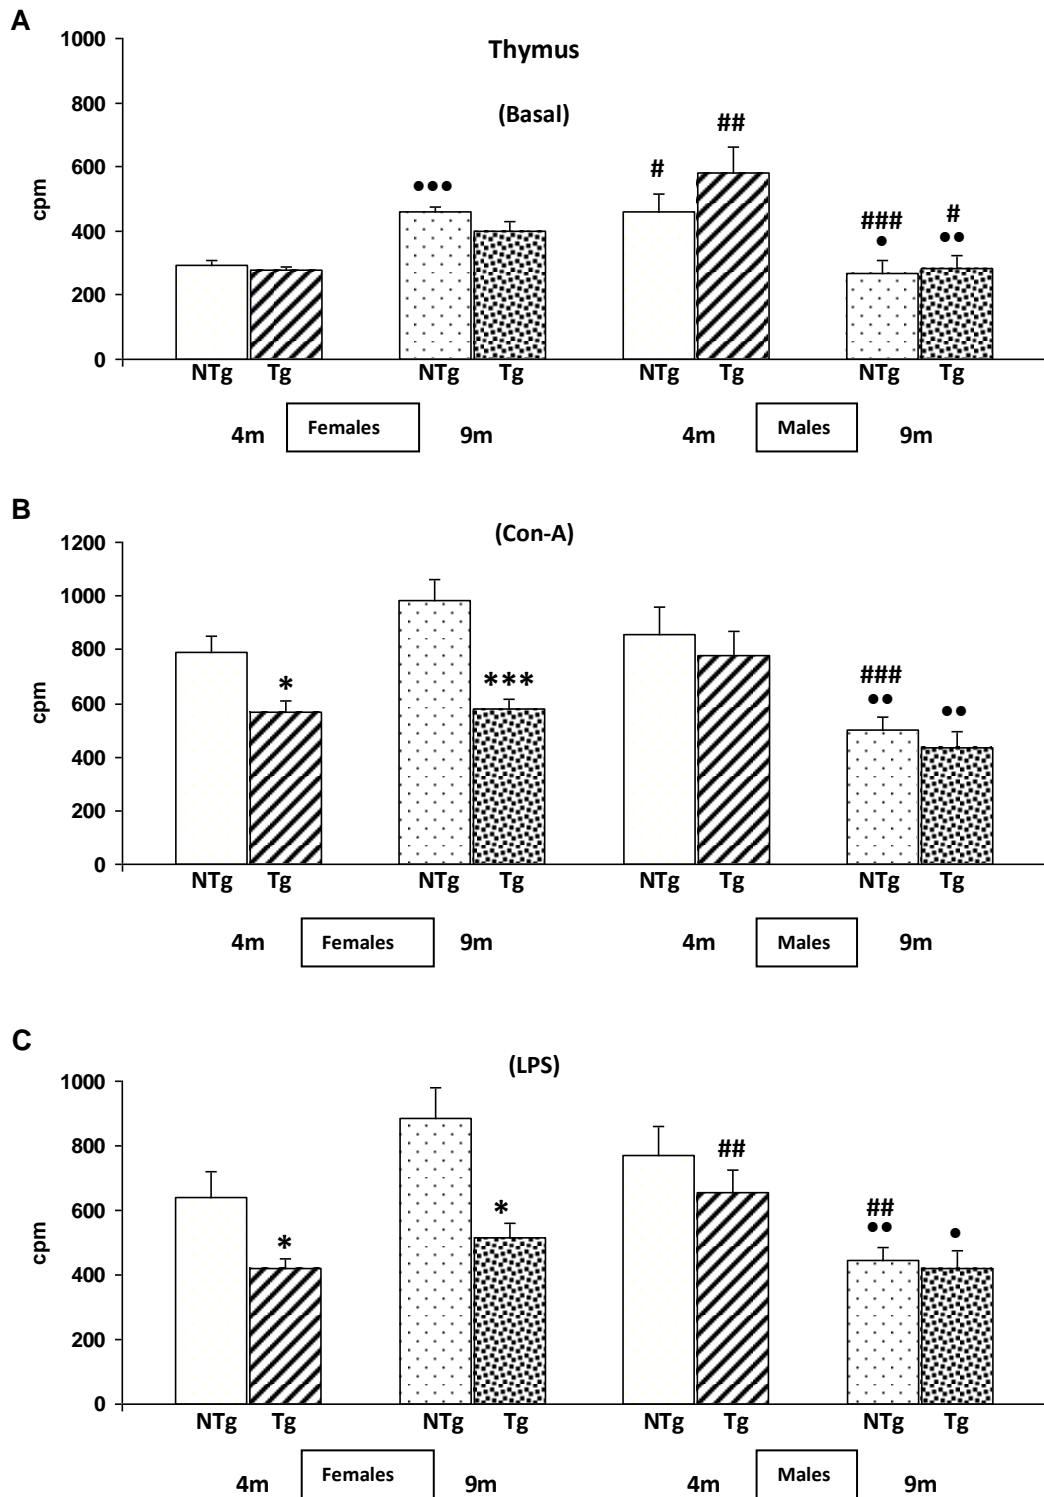 A
Thymus
(Basal)
cpm
1000
800
600
400
200
0
●●●
#
##
###
●
#
●●
NTg Tg NTg Tg NTg Tg NTg Tg
4m Females 9m 4m Males 9m
B
(Con-A)
cpm
1200
1000
800
600
400
200
0
*
***
###
●●
●●
NTg Tg NTg Tg NTg Tg NTg Tg
4m Females 9m 4m Males 9m
C
(LPS)
cpm
1000
800
600
400
200
0
*
*
##
##
●●
●
NTg Tg NTg Tg NTg Tg NTg Tg
4m Females 9m 4m Males 9m